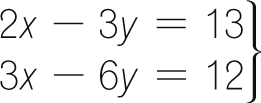 2x − 3y = 13
3x − 6y = 12